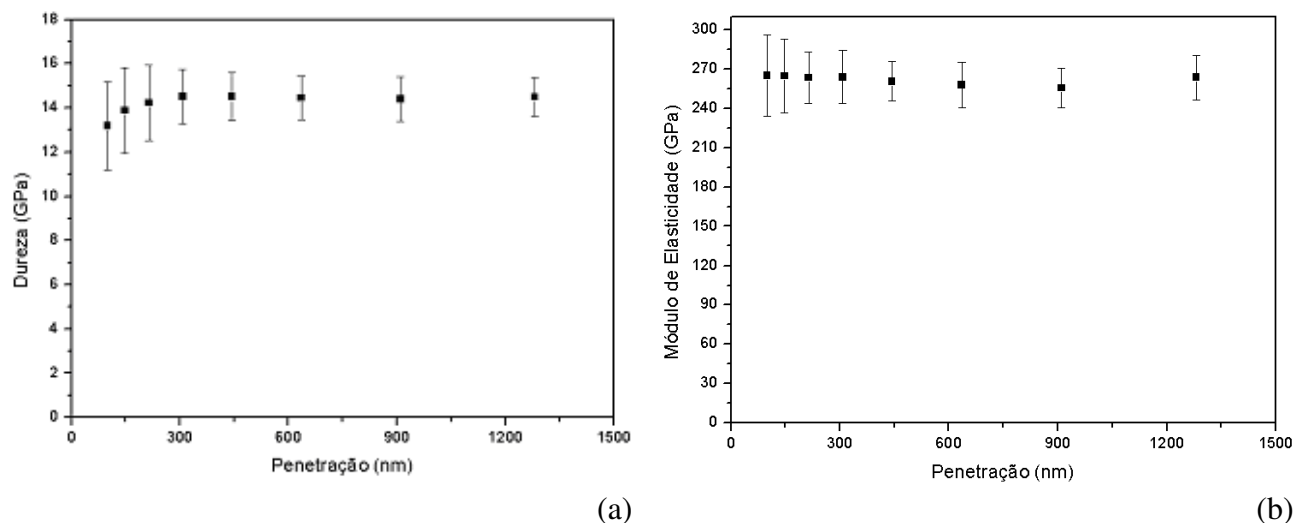 18
16
14
12
10
8
6
4
2
0
Dureza (GPa)
0 300 600 900 1200 1500
Penetração (nm)
(a)
300
270
240
210
180
150
120
90
60
30
0
Módulo de Elasticidade (GPa)
0 300 600 900 1200 1500
Penetração (nm)
(b)